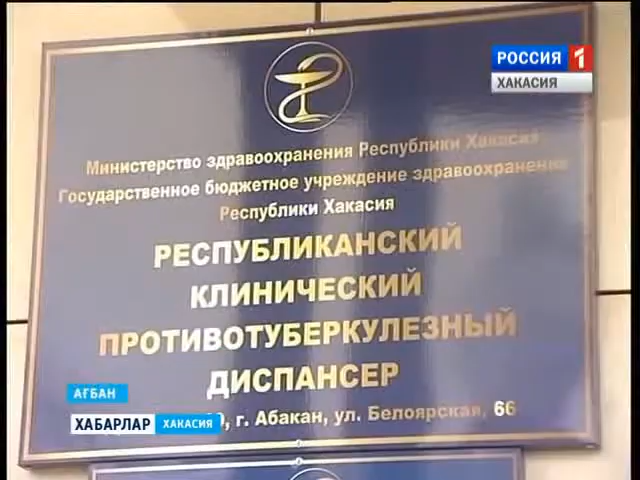 РОССИЯ 1
ХАКАСИЯ
Министерство здравоохранения Республики Хакасия
Государственное бюджетное учреждение здравоохранения
Республики Хакасия
РЕСПУБЛИКАНСКИЙ
КЛИНИЧЕСКИЙ
ПРОТИВОТУБЕРКУЛЕЗНЫЙ
ДИСПАНСЕР
г. Абакан, ул. Белоярская, 66
АҒБАН
ХАБАРЛАР ХАКАСИЯ